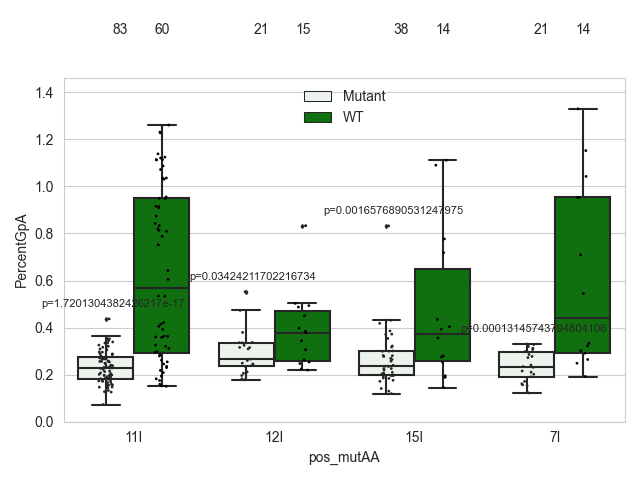 83 60 21 15 38 14 21 14
Mutant
WT
1.4
1.2
1.0
0.8
0.6
0.4
0.2
0.0
PercentGpA
p=1.7201304382426217e-17
p=0.03424211702216734
p=0.0016576890531247975
p=0.00013145743794804106
11I 12I 15I 7I
pos_mutAA